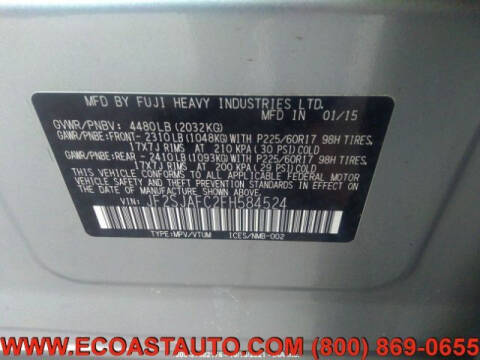 MFD BY FUJI HEAVY INDUSTRIES LTD.
MFD IN 01/15
GVWR/PNBV: 4480LB(2032KG)
GAWR/PNBE:FRONT-2310LB(1048KG)WITH P225/60R17 98H TIRES,
17X7J RIMS AT 210 KPA(30 PSI)COLD
GAWR/PNBE:REAR-2410LB(1093KG)WITH P225/60R17 98H TIRES,
17X7J RIMS AT 200 KPA(29 PSI)COLD
THIS VEHICLE CONFORMS TO ALL APPLICABLE FEDERAL MOTOR
VEHICLE SAFETY, BUMPER, AND THEFT PREVENTION STANDARDS
IN EFFECT ON THE DATE OF MANUFACTURE SHOWN ABOVE.
VIN: JF2SJAFC2FH584524
TYPE:MPV/VTUM ICES/NMB-002
WWW.ECOASTAUTO.COM (800) 869-0655